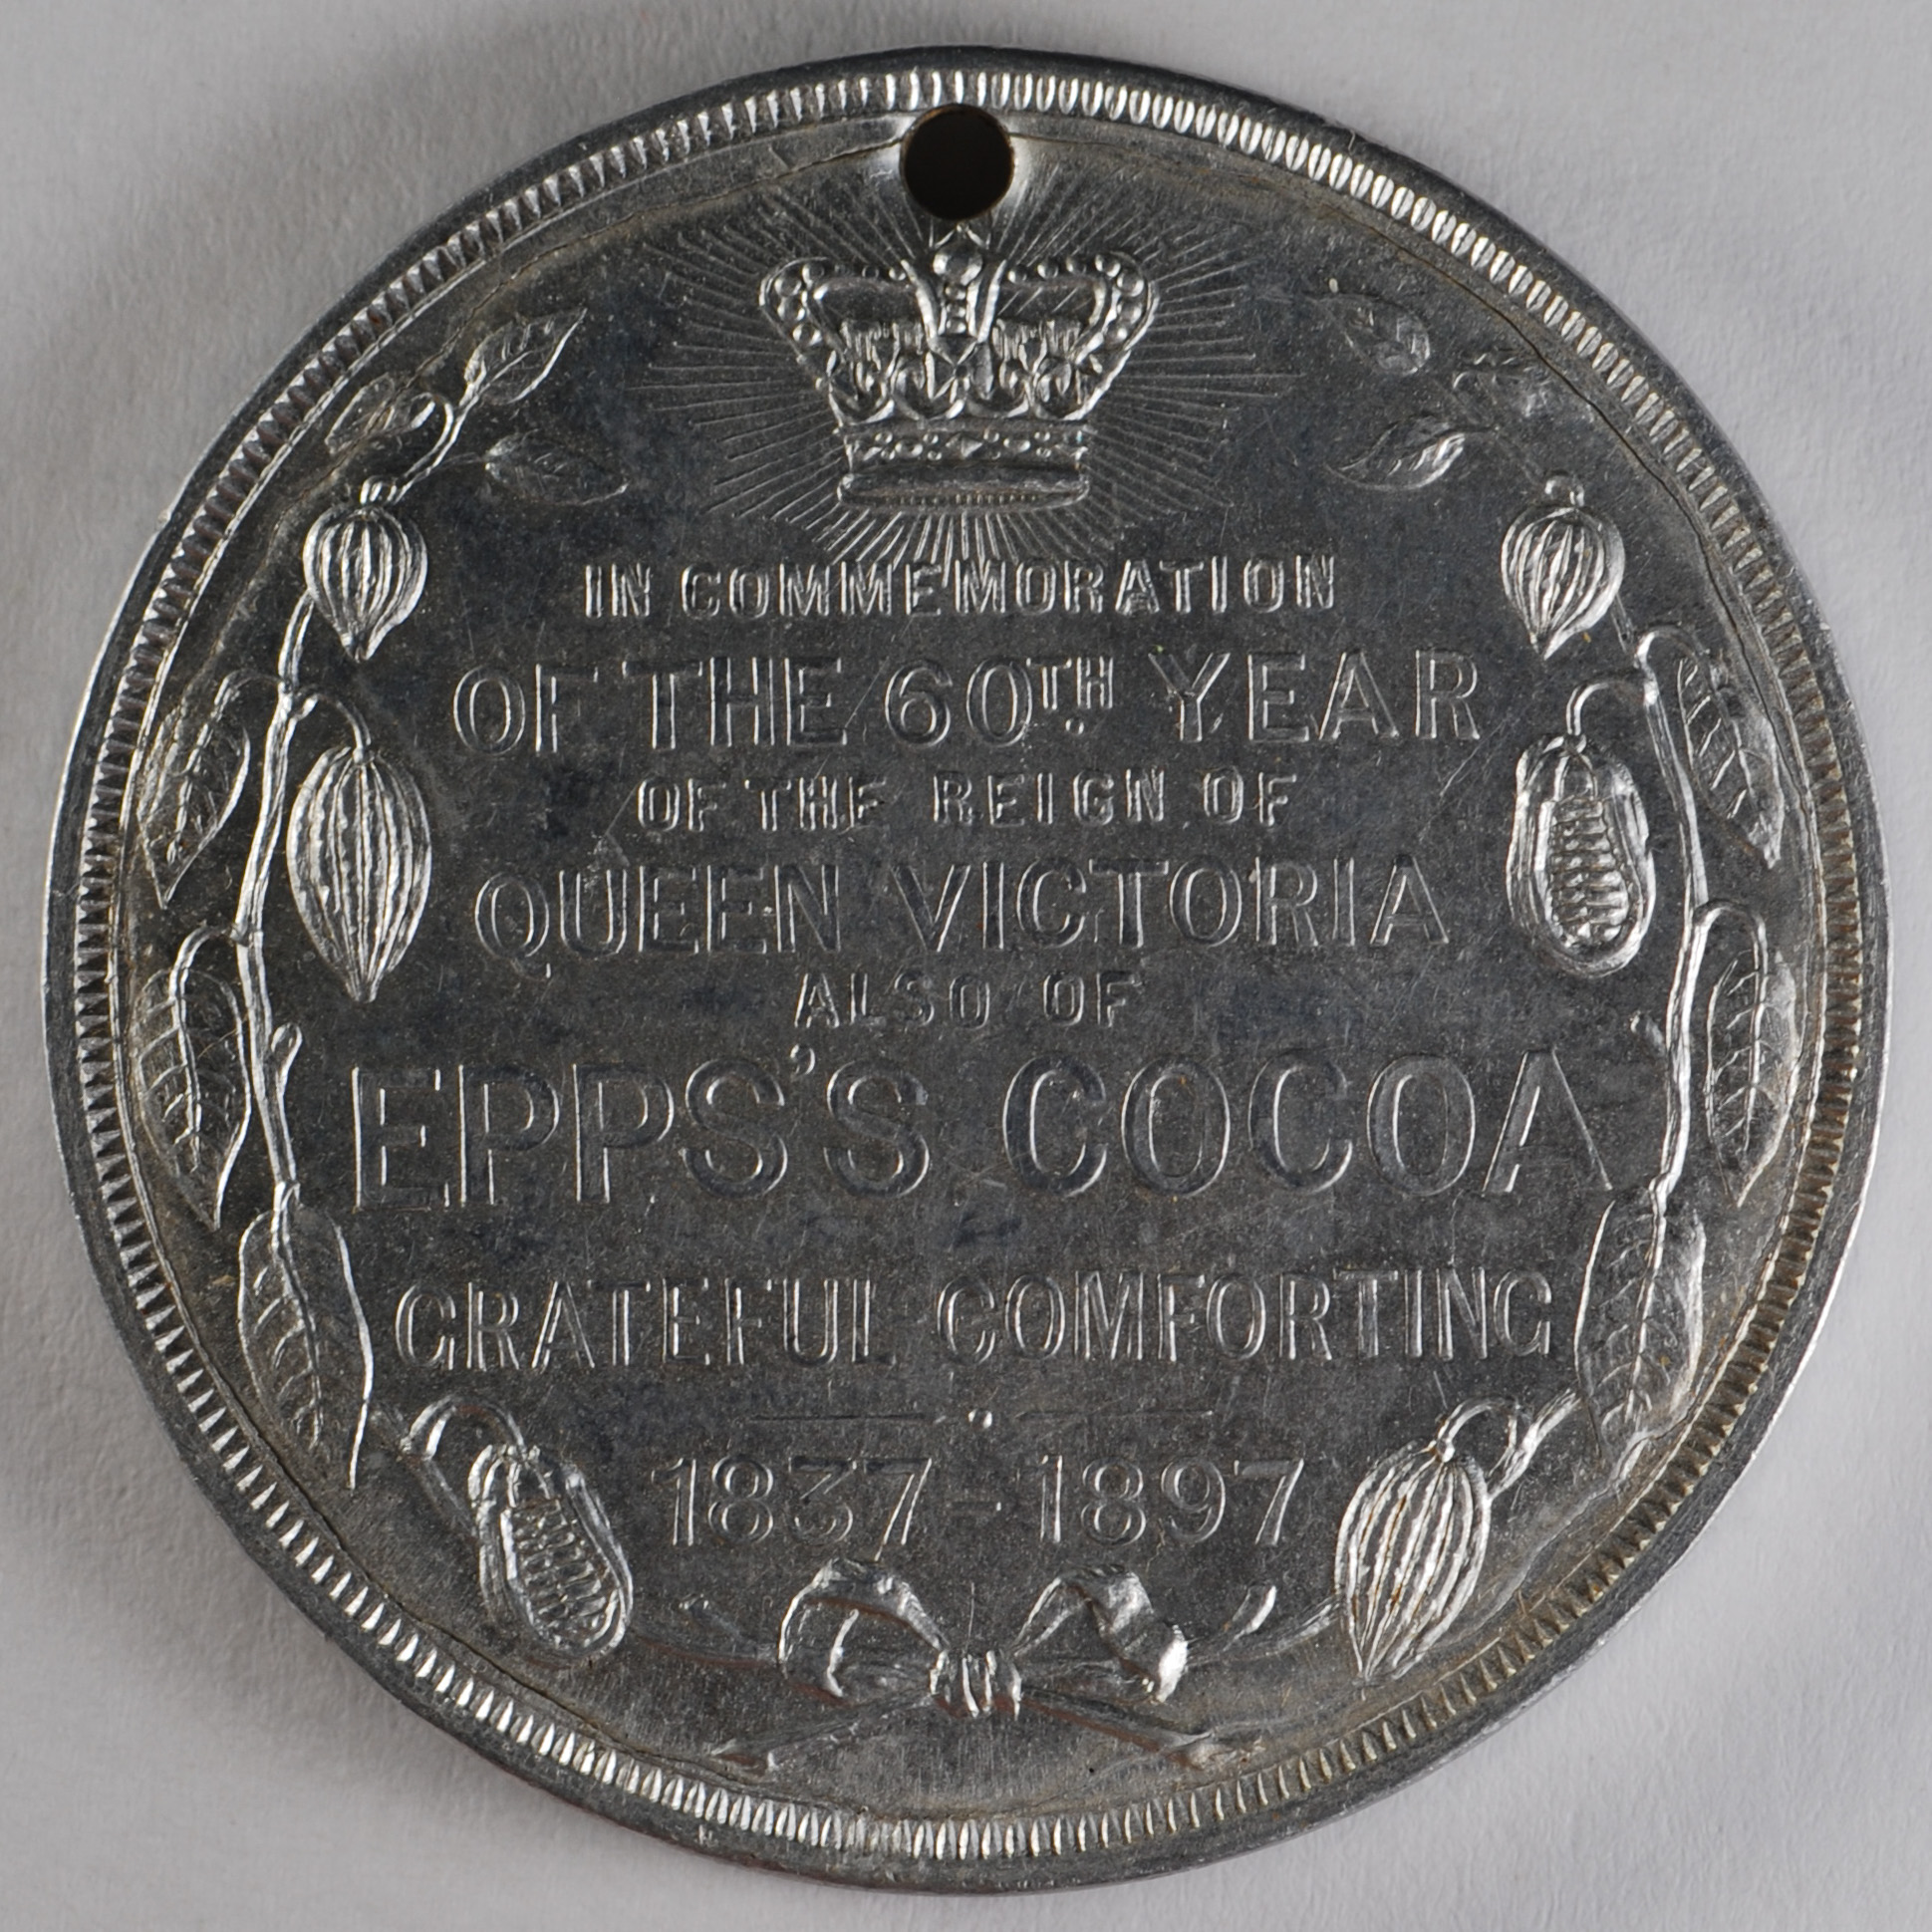 IN COMMEMORATION
OF THE 60TH YEAR
OF THE REIGN OF
QUEEN VICTORIA
ALSO OF
EPPS'S COCOA
GRATEFUL COMFORTING
1837-1897